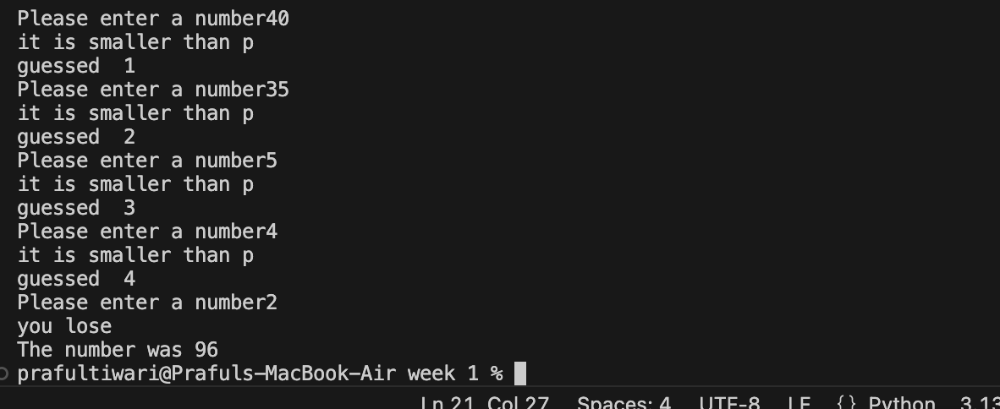 Please enter a number40
it is smaller than p
guessed  1
Please enter a number35
it is smaller than p
guessed  2
Please enter a number5
it is smaller than p
guessed  3
Please enter a number4
it is smaller than p
guessed  4
Please enter a number2
you lose
The number was 96
prafultiwari@Prafuls-MacBook-Air week 1 %
Ln 21, Col 27 Spaces: 4 UTF-8 LF {} Python 3.13